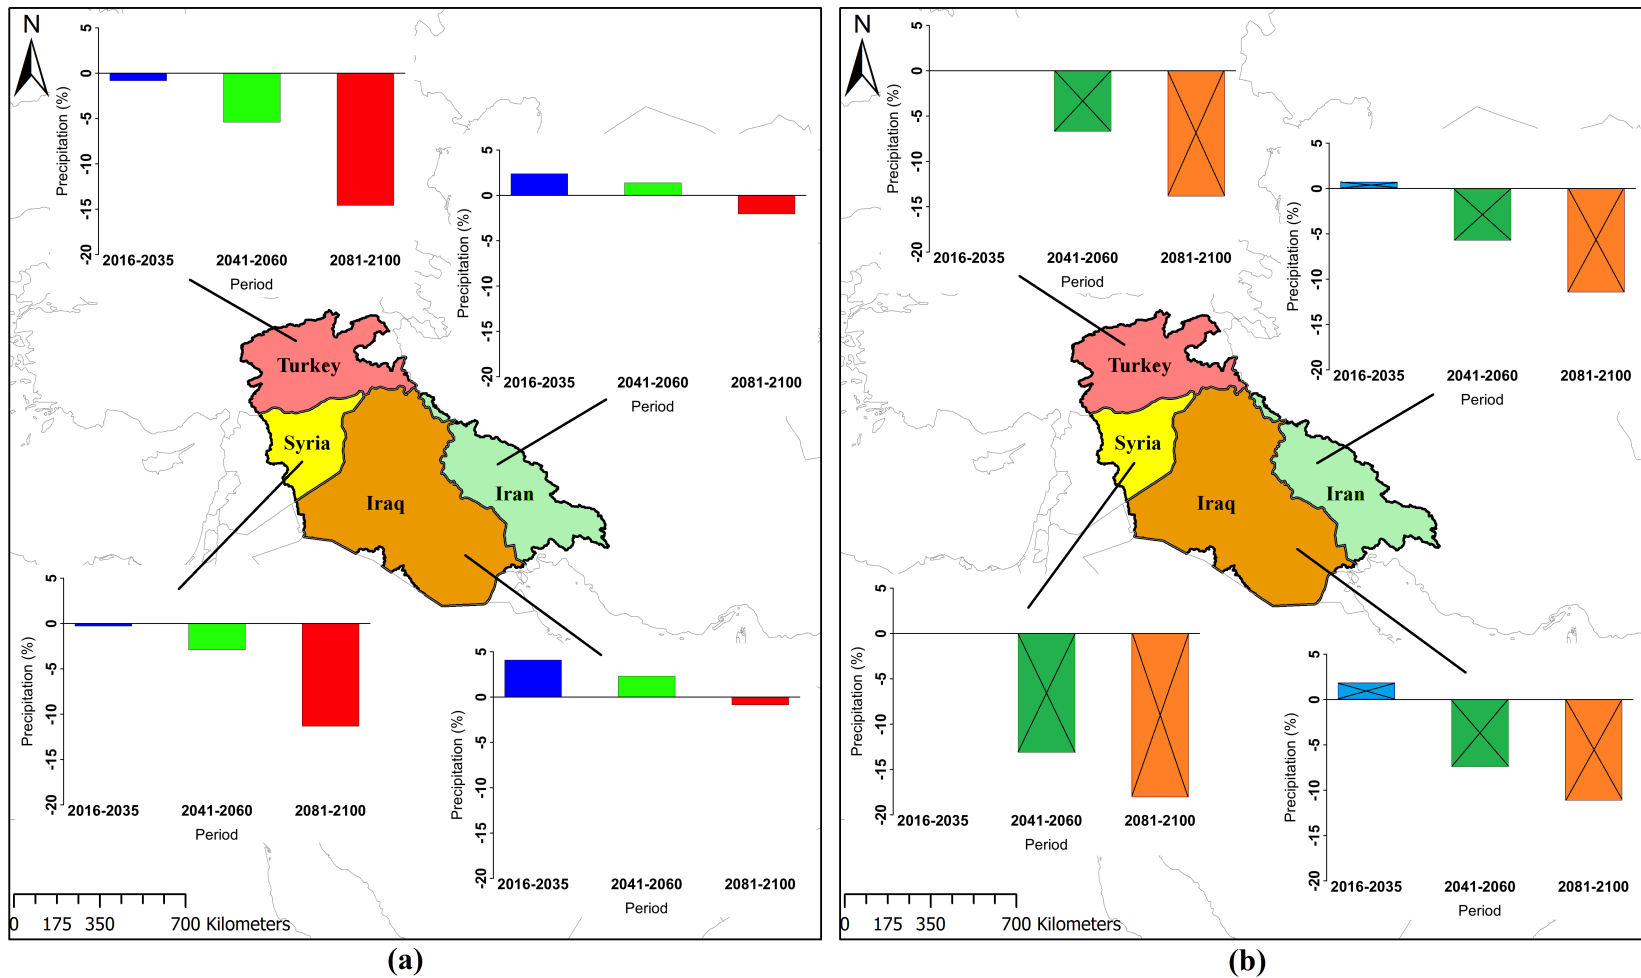 N
Precipitation (%)
5
0
-5
-10
-15
-20
2016-2035
2041-2060
2081-2100
Period
Precipitation (%)
5
0
-5
-10
-15
-20
2016-2035
2041-2060
2081-2100
Period
Turkey
Syria
Iraq
Iran
Precipitation (%)
5
0
-5
-10
-15
-20
2016-2035
2041-2060
2081-2100
Period
Precipitation (%)
5
0
-5
-10
-15
-20
2016-2035
2041-2060
2081-2100
Period
0 175 350 700 Kilometers
(a)
N
Precipitation (%)
5
0
-5
-10
-15
-20
2016-2035
2041-2060
2081-2100
Period
Precipitation (%)
5
0
-5
-10
-15
-20
2016-2035
2041-2060
2081-2100
Period
Turkey
Syria
Iraq
Iran
Precipitation (%)
5
0
-5
-10
-15
-20
2016-2035
2041-2060
2081-2100
Period
Precipitation (%)
5
0
-5
-10
-15
-20
2016-2035
2041-2060
2081-2100
Period
0 175 350 700 Kilometers
(b)